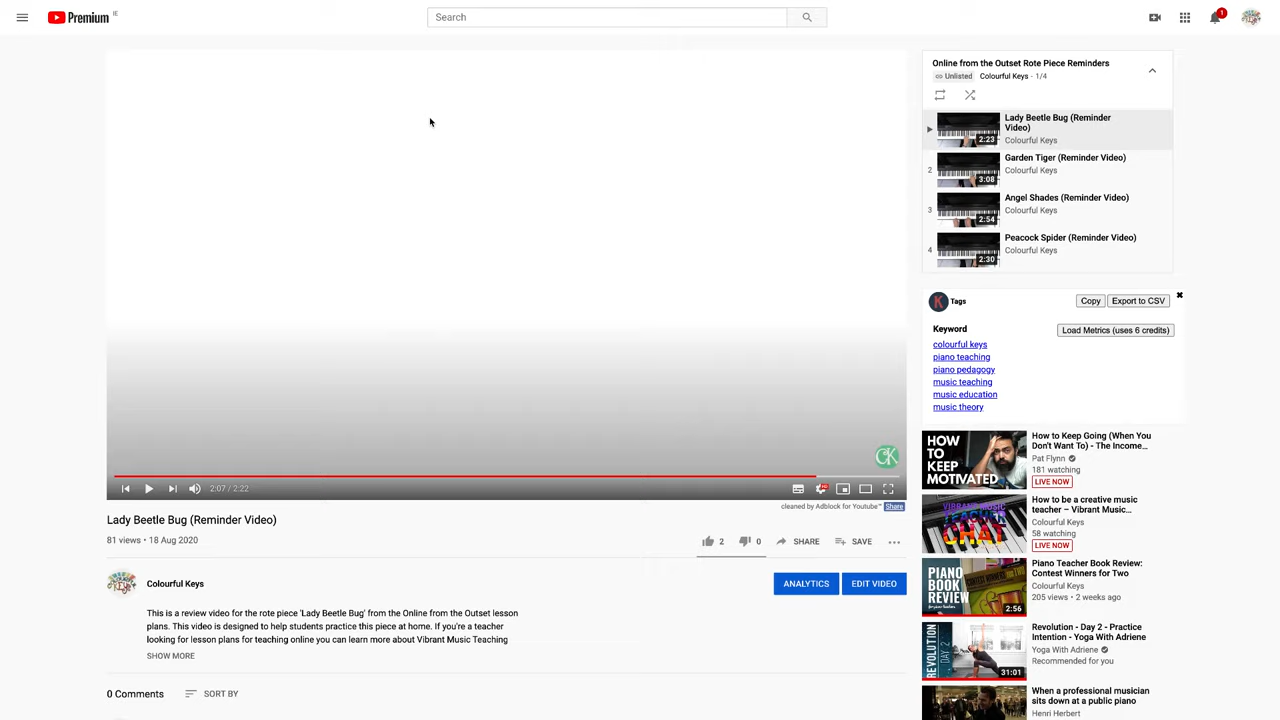 Premium IE
Search
1
Online from the Outset Rote Piece Reminders
Unlisted Colourful Keys - 1/4
Lady Beetle Bug (Reminder
Video)
Colourful Keys
2:23
2
Garden Tiger (Reminder Video)
Colourful Keys
3:08
3
Angel Shades (Reminder Video)
Colourful Keys
2:54
4
Peacock Spider (Reminder Video)
Colourful Keys
2:30
K Tags
Copy Export to CSV
Keyword
Load Metrics (uses 6 credits)
colourful keys
piano teaching
piano pedagogy
music teaching
music education
music theory
CK
2:07 / 2:22
cleaned by Adblock for Youtube™ Share
Lady Beetle Bug (Reminder Video)
81 views • 18 Aug 2020
2 0 SHARE SAVE
Colourful Keys
ANALYTICS EDIT VIDEO
This is a review video for the rote piece 'Lady Beetle Bug' from the Online from the Outset lesson
plans. This video is designed to help students practice this piece at home. If you're a teacher
looking for lesson plans for teaching online you can learn more about Vibrant Music Teaching
SHOW MORE
0 Comments SORT BY
HOW
TO
KEEP
MOTIVATED
How to Keep Going (When You
Don't Want To) - The Income...
Pat Flynn
181 watching
LIVE NOW
VIBRANT MUSIC
TEACHER
CHAT
How to be a creative music
teacher – Vibrant Music...
Colourful Keys
58 watching
LIVE NOW
PIANO
BOOK
REVIEW
2:56
Piano Teacher Book Review:
Contest Winners for Two
Colourful Keys
205 views • 2 weeks ago
REVOLUTION
DAY 2
31:01
Revolution - Day 2 - Practice
Intention - Yoga With Adriene
Yoga With Adriene
Recommended for you
When a professional musician
sits down at a public piano
Henri Herbert